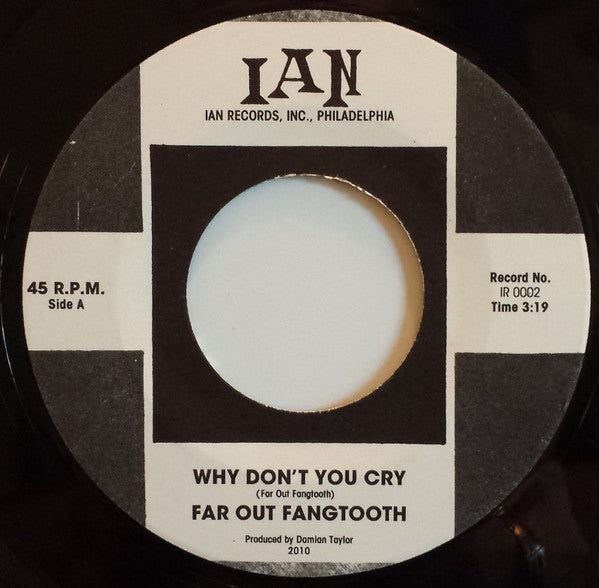 IAN
IAN RECORDS, INC., PHILADELPHIA
45 R.P.M.
Side A
Record No.
IR 0002
Time 3:19
WHY DON'T YOU CRY
(Far Out Fangtooth)
FAR OUT FANGTOOTH
Produced by Damian Taylor
2010